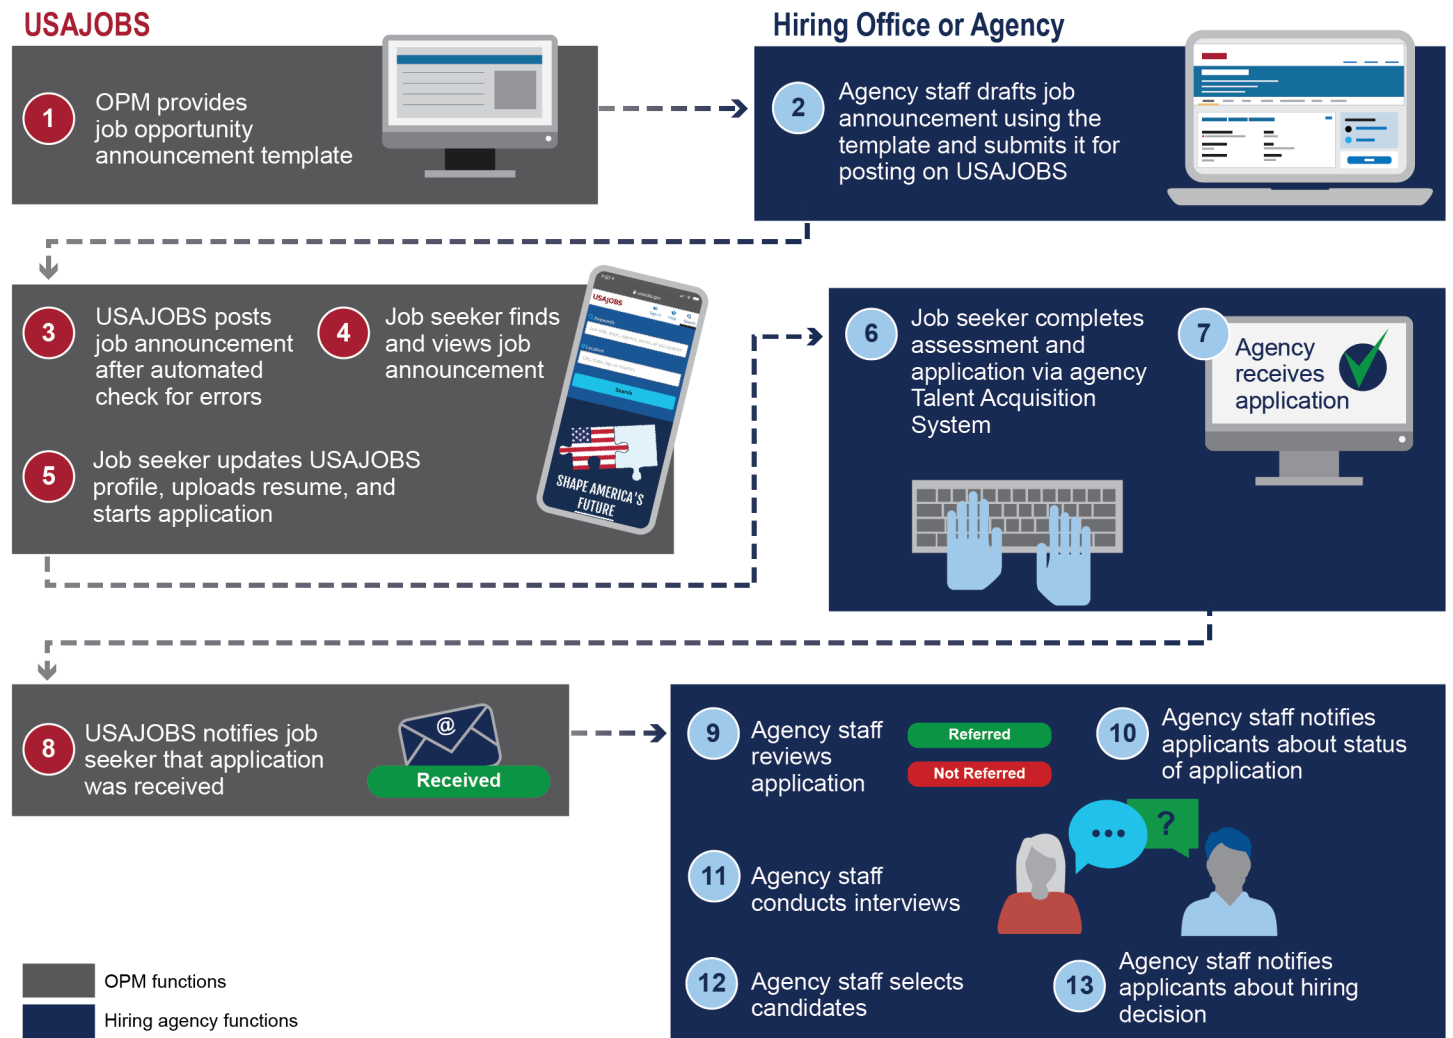 USAJOBS
Hiring Office or Agency
1
OPM provides
job opportunity
announcement template
2
Agency staff drafts job
announcement using the
template and submits it for
posting on USAJOBS
3
USAJOBS posts
job announcement
after automated
check for errors
4
Job seeker finds
and views job
announcement
5
Job seeker updates USAJOBS
profile, uploads resume, and
starts application
USAJOBS
Keywords
Location
Search
SHAPE AMERICA'S
FUTURE
6
Job seeker completes
assessment and
application via agency
Talent Acquisition
System
7
Agency
receives
application
8
USAJOBS notifies job
seeker that application
was received
@
Received
9
Agency staff
reviews
application
Referred
Not Referred
10
Agency staff notifies
applicants about status
of application
?
11
Agency staff
conducts interviews
12
Agency staff selects
candidates
13
Agency staff notifies
applicants about hiring
decision
OPM functions
Hiring agency functions